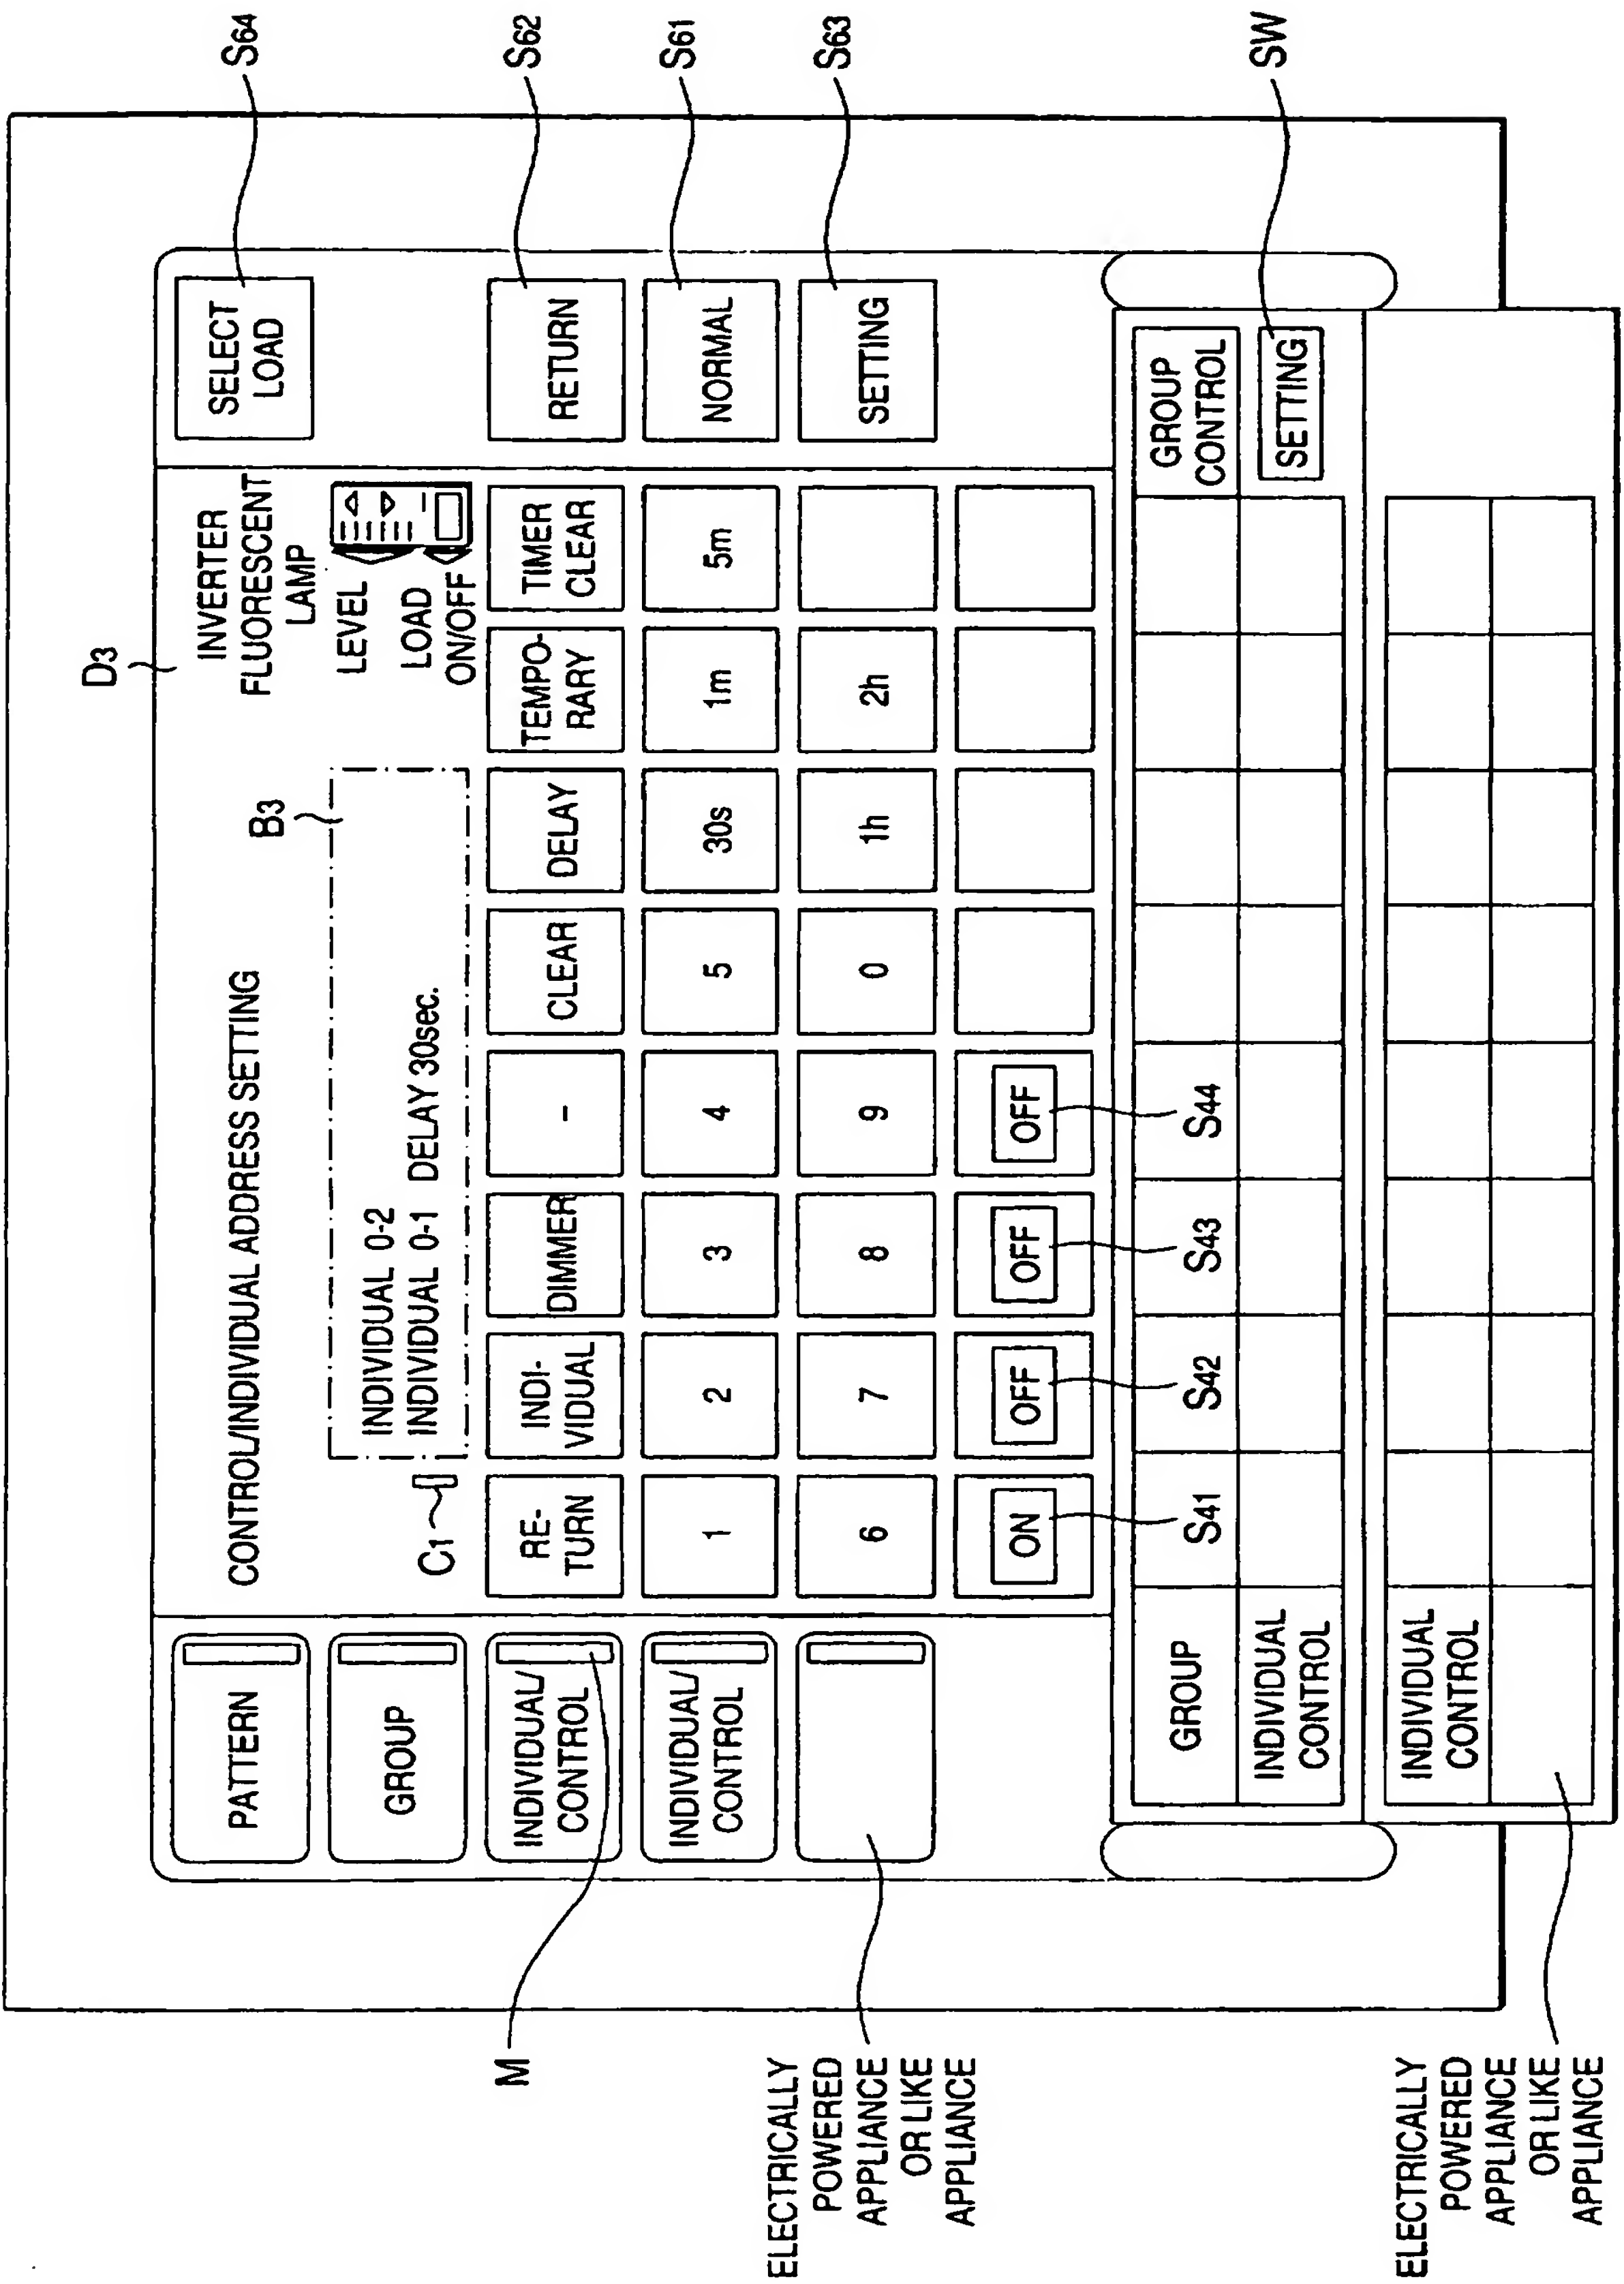 D3
S64
CONTROL/INDIVIDUAL ADDRESS SETTING
INVERTER
FLUORESCENT
LAMP
SELECT
LOAD
PATTERN
B3
GROUP
INDIVIDUAL 0-2
INDIVIDUAL 0-1 DELAY 30sec.
C1
LEVEL
LOAD
ON/OFF
S62
INDIVIDUAL/
CONTROL
RE-
TURN
INDI-
VIDUAL
DIMMER
-
CLEAR
DELAY
TEMPO-
RARY
TIMER
CLEAR
RETURN
M
S61
INDIVIDUAL/
CONTROL
1
2
3
4
5
30s
1m
5m
NORMAL
S63
6
7
8
9
0
1h
2h
SETTING
ELECTRICALLY
POWERED
APPLIANCE
OR LIKE
APPLIANCE
ON
OFF
OFF
OFF
GROUP
S41
S42
S43
S44
GROUP
CONTROL
SW
INDIVIDUAL
CONTROL
SETTING
INDIVIDUAL
CONTROL
ELECTRICALLY
POWERED
APPLIANCE
OR LIKE
APPLIANCE